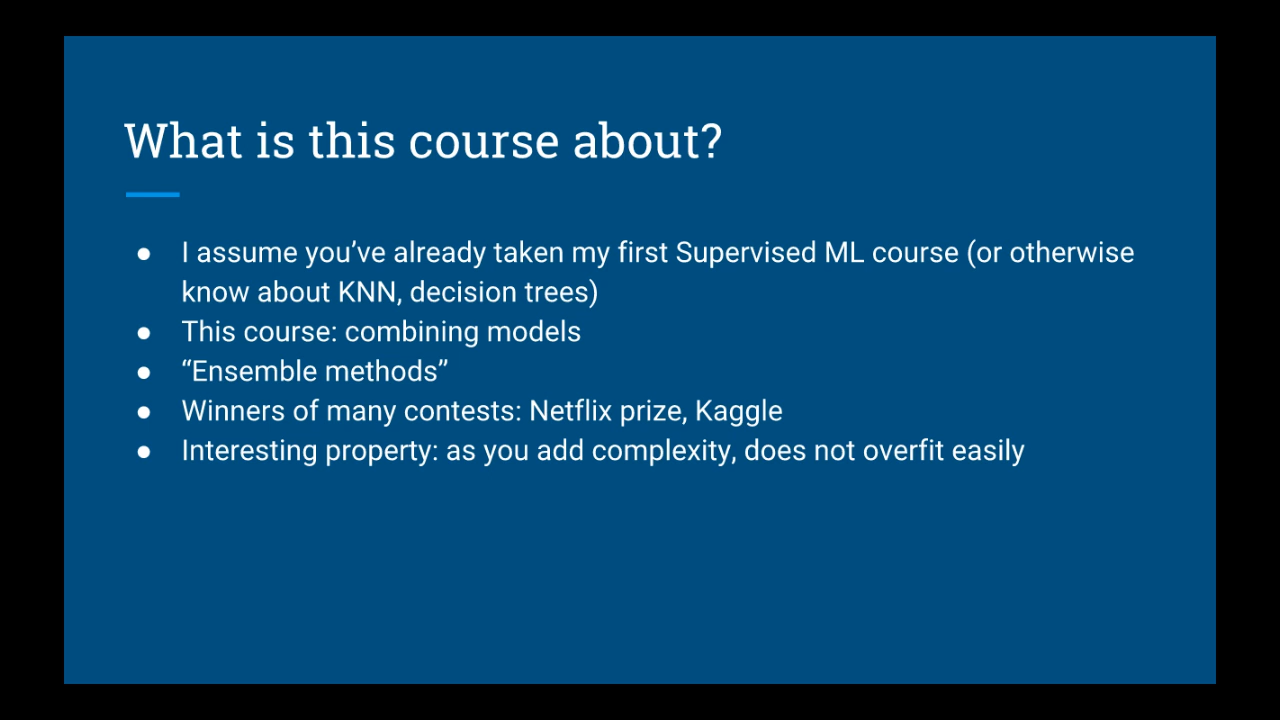 What is this course about?
● I assume you’ve already taken my first Supervised ML course (or otherwise
know about KNN, decision trees)
● This course: combining models
● “Ensemble methods”
● Winners of many contests: Netflix prize, Kaggle
● Interesting property: as you add complexity, does not overfit easily